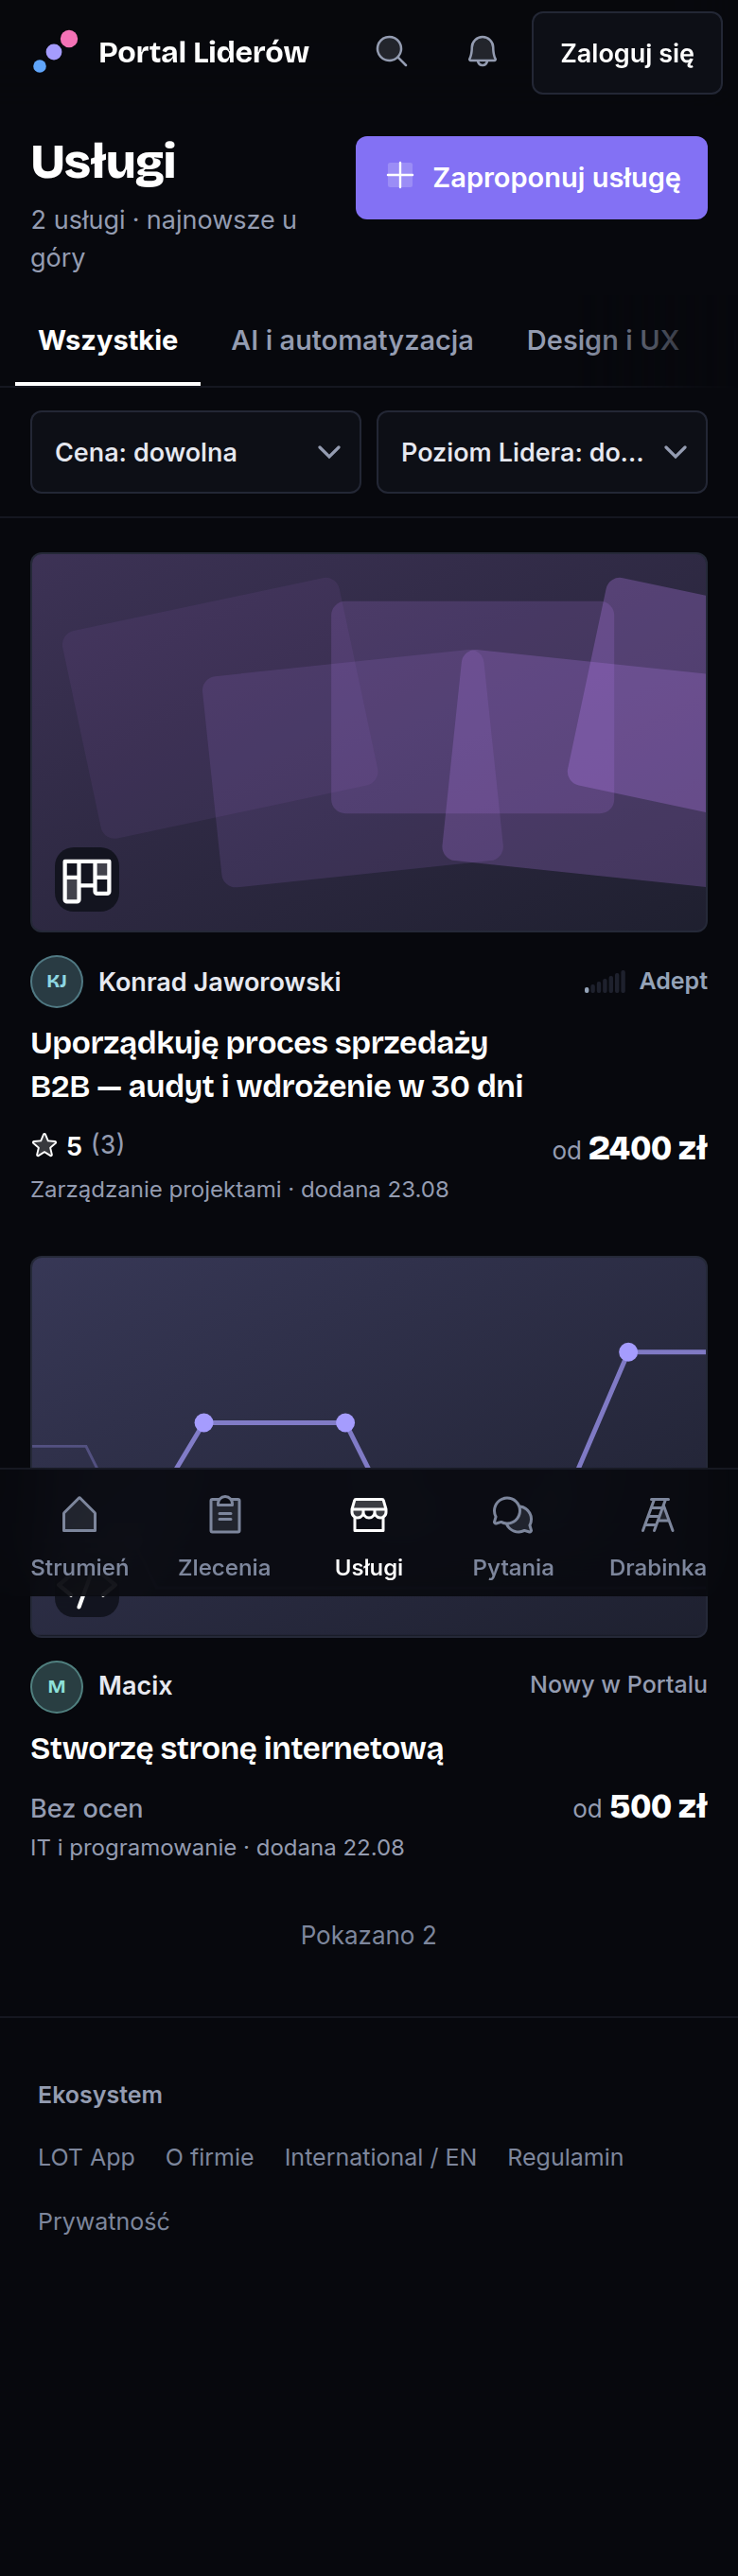 Portal Liderów
Zaloguj się
Usługi
Zaproponuj usługę
2 usługi · najnowsze u
góry
Wszystkie
AI i automatyzacja
Design i UX
Cena: dowolna
Poziom Lidera: do...
KJ
Konrad Jaworowski
Adept
Uporządkuję proces sprzedaży
B2B — audyt i wdrożenie w 30 dni
5 (3)
od 2400 zł
Zarządzanie projektami · dodana 23.08
Strumień
Zlecenia
Usługi
Pytania
Drabinka
M
Macix
Nowy w Portalu
Stworzę stronę internetową
Bez ocen
od 500 zł
IT i programowanie · dodana 22.08
Pokazano 2
Ekosystem
LOT App
O firmie
International / EN
Regulamin
Prywatność